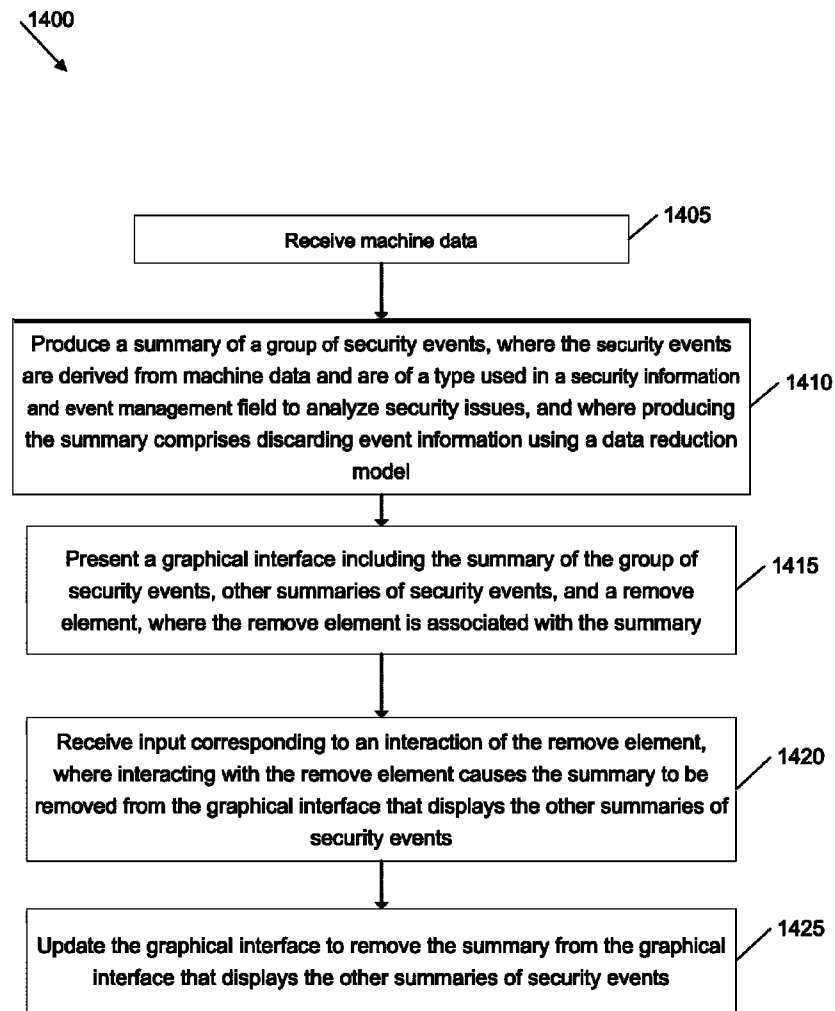 1400
1405
Receive machine data
Produce a summary of a group of security events, where the security events
are derived from machine data and are of a type used in a security information
and event management field to analyze security issues, and where producing
the summary comprises discarding event information using a data reduction
model
1410
Present a graphical interface including the summary of the group of
security events, other summaries of security events, and a remove
element, where the remove element is associated with the summary
1415
Receive input corresponding to an interaction of the remove element,
where interacting with the remove element causes the summary to be
removed from the graphical interface that displays the other summaries of
security events
1420
Update the graphical interface to remove the summary from the graphical
interface that displays the other summaries of security events
1425